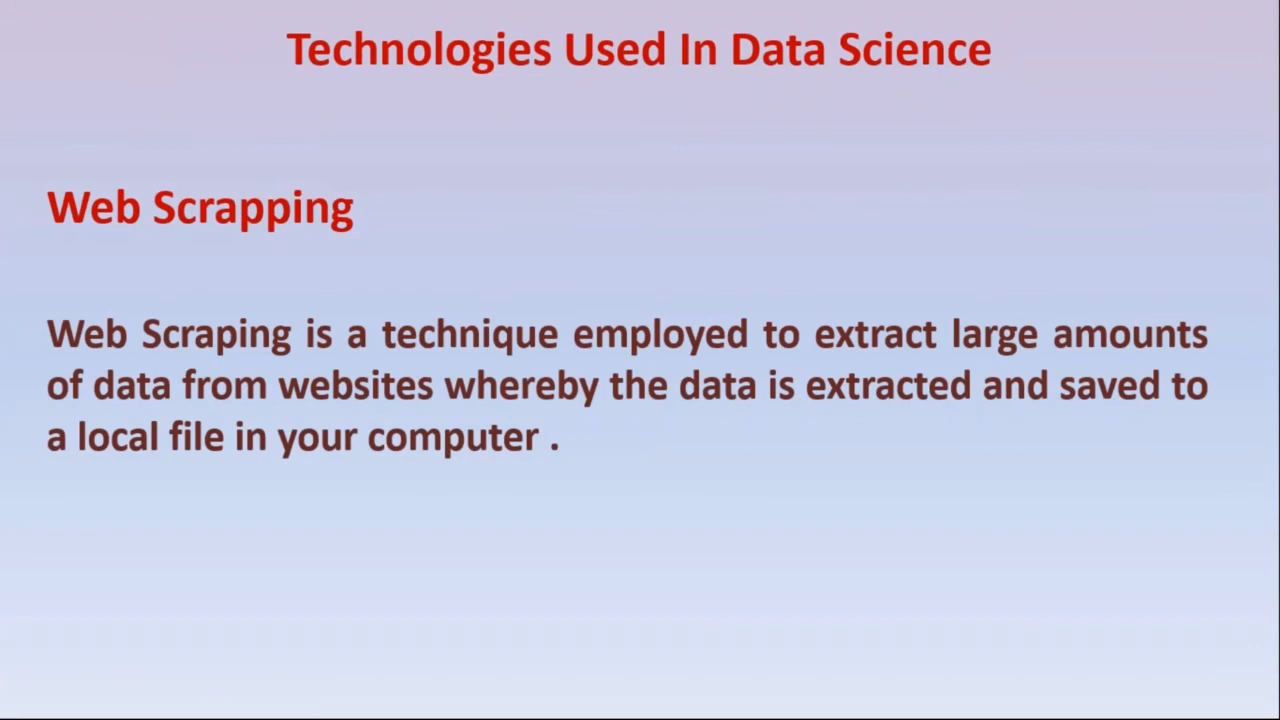 Technologies Used In Data Science
Web Scrapping
Web Scraping is a technique employed to extract large amounts
of data from websites whereby the data is extracted and saved to
a local file in your computer .